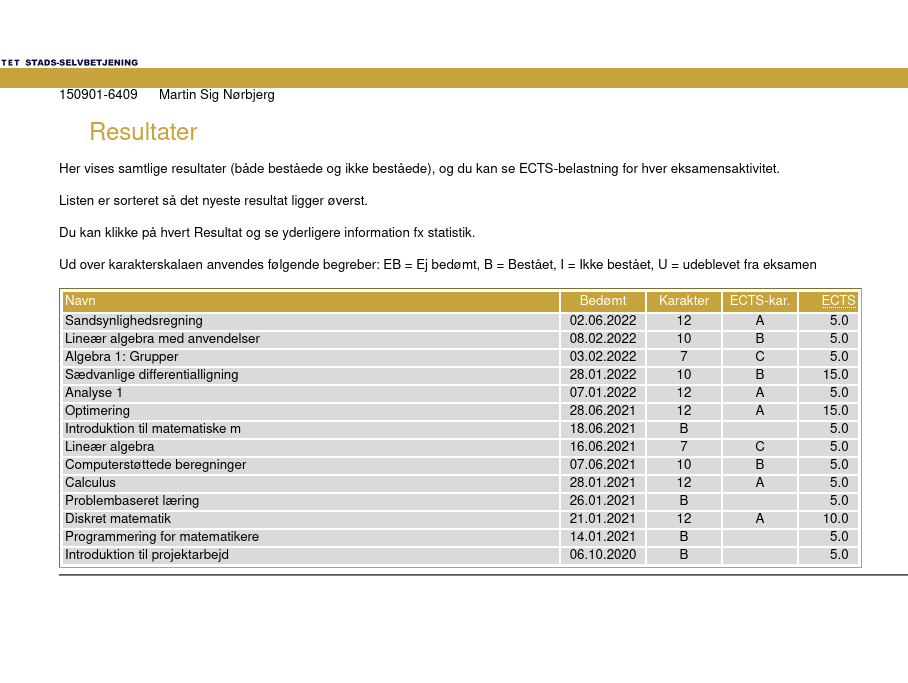 TET STADS-SELVBETJENING
150901-6409 Martin Sig Nørbjerg
Resultater
Her vises samtlige resultater (både beståede og ikke beståede), og du kan se ECTS-belastning for hver eksamensaktivitet.
Listen er sorteret så det nyeste resultat ligger øverst.
Du kan klikke på hvert Resultat og se yderligere information fx statistik.
Ud over karakterskalaen anvendes følgende begreber: EB = Ej bedømt, B = Bestået, I = Ikke bestået, U = udeblevet fra eksamen
Navn Bedømt Karakter ECTS-kar. ECTS
Sandsynlighedsregning 02.06.2022 12 A 5.0
Lineær algebra med anvendelser 08.02.2022 10 B 5.0
Algebra 1: Grupper 03.02.2022 7 C 5.0
Sædvanlige differentialligning 28.01.2022 10 B 15.0
Analyse 1 07.01.2022 12 A 5.0
Optimering 28.06.2021 12 A 15.0
Introduktion til matematiske m 18.06.2021 B 5.0
Lineær algebra 16.06.2021 7 C 5.0
Computerstøttede beregninger 07.06.2021 10 B 5.0
Calculus 28.01.2021 12 A 5.0
Problembaseret læring 26.01.2021 B 5.0
Diskret matematik 21.01.2021 12 A 10.0
Programmering for matematikere 14.01.2021 B 5.0
Introduktion til projektarbejd 06.10.2020 B 5.0